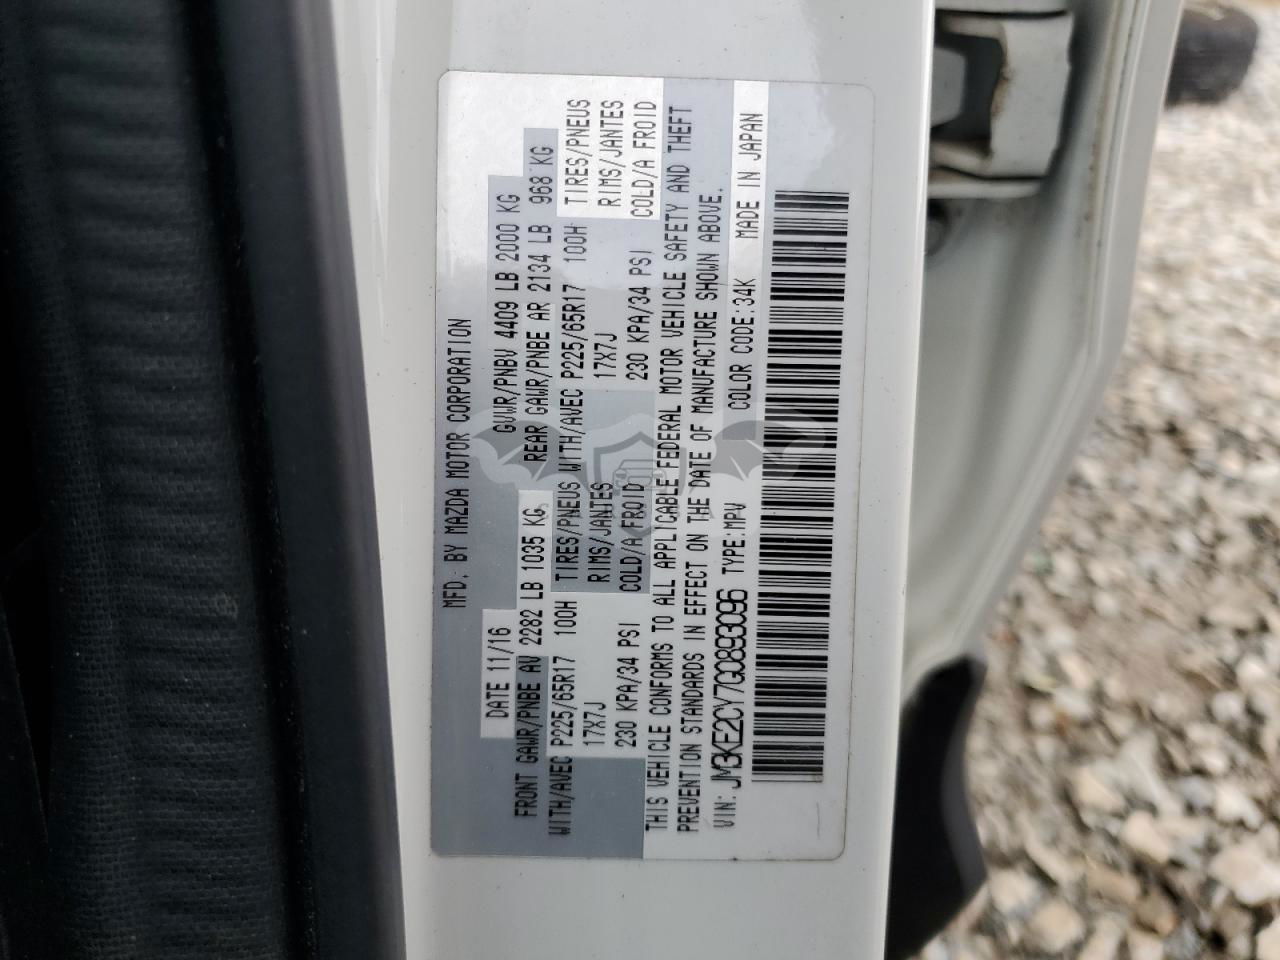 MFD. BY MAZDA MOTOR CORPORATION
DATE 11/16 GVWR/PNBV 4409 LB 2000 KG
FRONT GAWR/PNBE AV 2282 LB 1035 KG, REAR GAWR/PNBE AR 2134 LB 968 KG
WITH/AVEC P225/65R17 100H TIRES/PNEUS WITH/AVEC P225/65R17 100H TIRES/PNEUS
17X7J RIMS/JANTES 17X7J RIMS/JANTES
230 KPA/34 PSI COLD/A FROID 230 KPA/34 PSI COLD/A FROID
THIS VEHICLE CONFORMS TO ALL APPLICABLE FEDERAL MOTOR VEHICLE SAFETY AND THEFT
PREVENTION STANDARDS IN EFFECT ON THE DATE OF MANUFACTURE SHOWN ABOVE.
VIN: JM3KE2CY7G0893096 TYPE:MPV COLOR CODE:34K MADE IN JAPAN